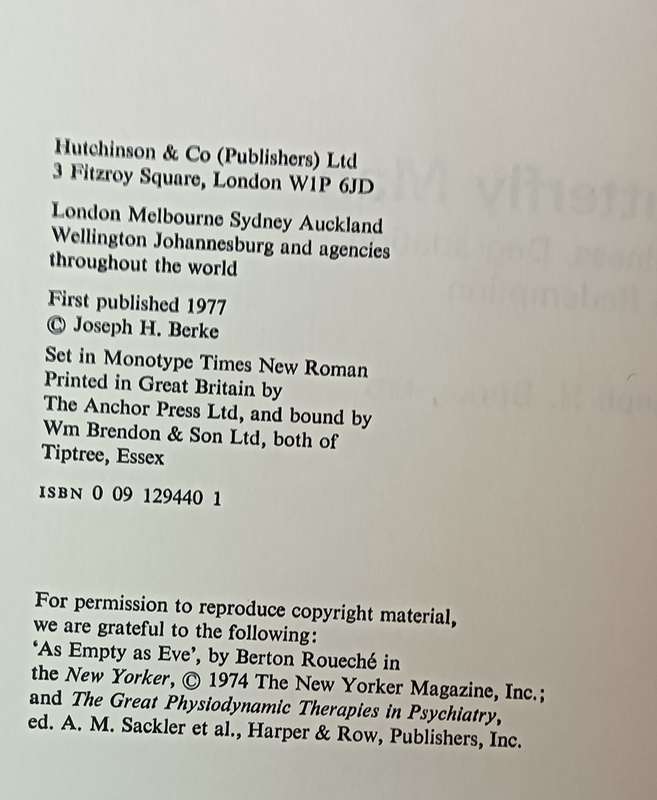 Hutchinson & Co (Publishers) Ltd
3 Fitzroy Square, London W1P 6JD
London Melbourne Sydney Auckland
Wellington Johannesburg and agencies
throughout the world
First published 1977
© Joseph H. Berke
Set in Monotype Times New Roman
Printed in Great Britain by
The Anchor Press Ltd, and bound by
Wm Brendon & Son Ltd, both of
Tiptree, Essex
ISBN 0 09 129440 1
For permission to reproduce copyright material,
we are grateful to the following:
‘As Empty as Eve’, by Berton Roueché in
the New Yorker, © 1974 The New Yorker Magazine, Inc.;
and The Great Physiodynamic Therapies in Psychiatry,
ed. A. M. Sackler et al., Harper & Row, Publishers, Inc.